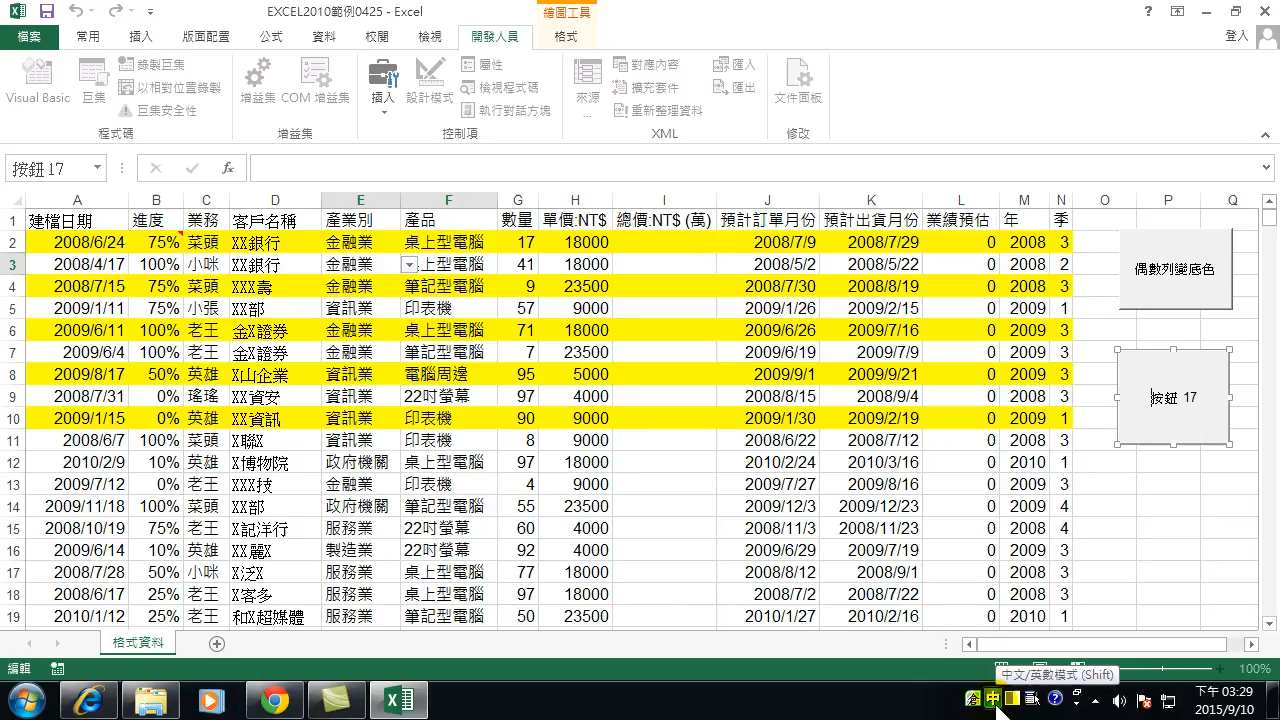 EXCEL2010範例0425 - Excel
繪圖工具
檔案 常用 插入 版面配置 公式 資料 校閱 檢視 開發人員 格式 登入
Visual Basic 巨集 錄製巨集 以相對位置錄製 巨集安全性 程式碼
增益集 COM 增益集 增益集
插入 設計模式 屬性 檢視程式碼 執行對話方塊 控制項
來源 ... 對應內容 擴充套件 重新整理資料 匯入 匯出 XML
文件面板 修改
按鈕 17 fx
A B C D E F G H I J K L M N O P Q
1 建檔日期 進度 業務 客戶名稱 產業別 產品 數量 單價:NT$ 總價:NT$ (萬) 預計訂單月份 預計出貨月份 業績預估 年 季
2 2008/6/24 75% 菜頭 XX銀行 金融業 桌上型電腦 17 18000 2008/7/9 2008/7/29 0 2008 3
3 2008/4/17 100% 小咪 XX銀行 金融業 上型電腦 41 18000 2008/5/2 2008/5/22 0 2008 2
4 2008/7/15 75% 菜頭 XXX壽 金融業 筆記型電腦 9 23500 2008/7/30 2008/8/19 0 2008 3
5 2009/1/11 75% 小張 XX部 資訊業 印表機 57 9000 2009/1/26 2009/2/15 0 2009 1
6 2009/6/11 100% 老王 金X證券 金融業 桌上型電腦 71 18000 2009/6/26 2009/7/16 0 2009 3
7 2009/6/4 100% 老王 金X證券 金融業 筆記型電腦 7 23500 2009/6/19 2009/7/9 0 2009 3
8 2009/8/17 50% 英雄 X山企業 資訊業 電腦周邊 95 5000 2009/9/1 2009/9/21 0 2009 3
9 2008/7/31 0% 瑤瑤 XX資安 資訊業 22吋螢幕 97 4000 2008/8/15 2008/9/4 0 2008 3
10 2009/1/15 0% 英雄 XX資訊 資訊業 印表機 90 9000 2009/1/30 2009/2/19 0 2009 1
11 2008/6/7 100% 菜頭 X聯X 資訊業 印表機 8 9000 2008/6/22 2008/7/12 0 2008 3
12 2010/2/9 10% 英雄 X博物院 政府機關 桌上型電腦 97 18000 2010/2/24 2010/3/16 0 2010 1
13 2009/7/12 0% 英雄 XXX技 資訊業 印表機 4 9000 2009/7/27 2009/8/16 0 2009 3
14 2009/11/18 100% 菜頭 XX部 政府機關 筆記型電腦 55 23500 2009/12/3 2009/12/23 0 2009 4
15 2008/10/19 75% 老王 X記洋行 服務業 22吋螢幕 60 4000 2008/11/3 2008/11/23 0 2008 4
16 2009/6/14 10% 英雄 XX麗X 製造業 22吋螢幕 92 4000 2009/6/29 2009/7/19 0 2009 3
17 2008/7/28 50% 小咪 X泛X 服務業 桌上型電腦 77 18000 2008/8/12 2008/9/1 0 2008 3
18 2008/6/17 25% 老王 X客多 服務業 桌上型電腦 97 18000 2008/7/2 2008/7/22 0 2008 3
19 2010/1/12 25% 老王 和X超媒體 服務業 筆記型電腦 50 23500 2010/1/27 2010/2/16 0 2010 1
偶數列變底色
按鈕 17
格式資料
編輯 100%
中文/英數模式 (Shift)
中
下午 03:29
2015/9/10